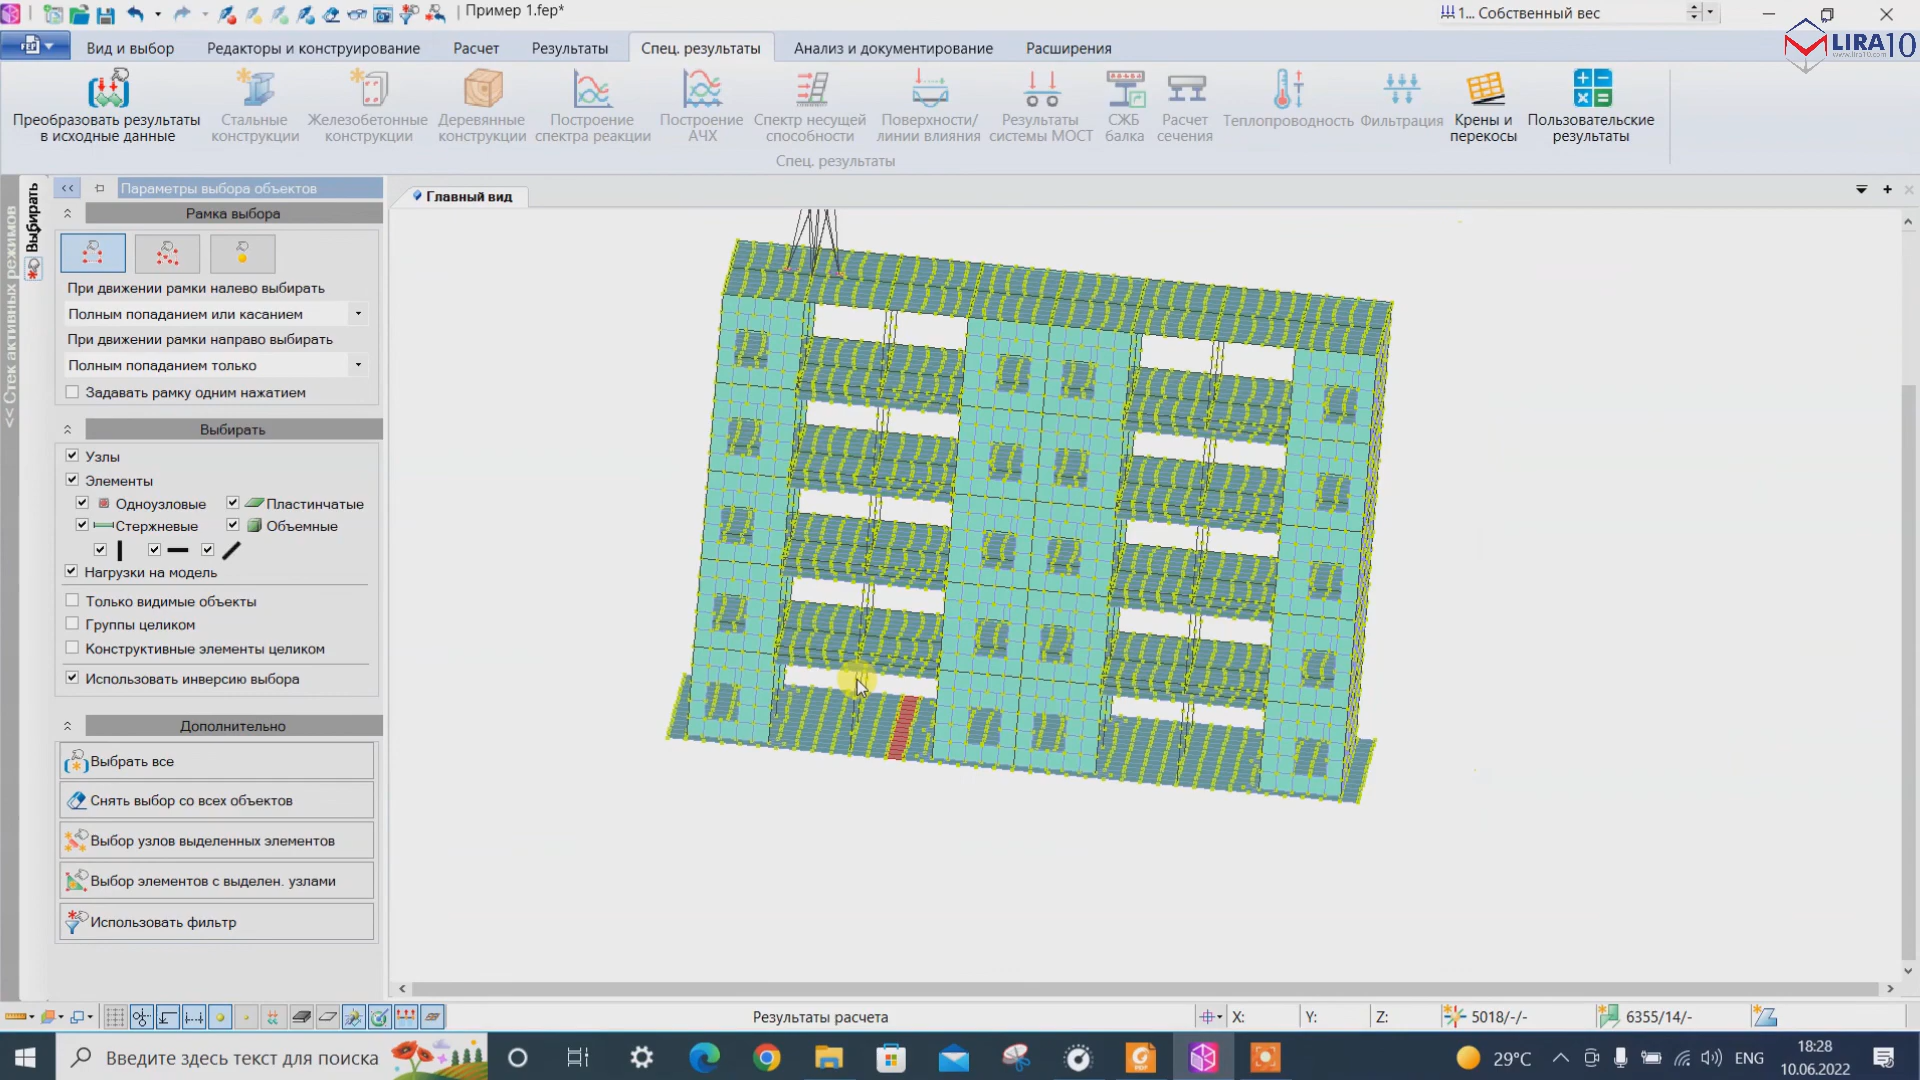 Пример 1.fep*
1... Собственный вес
LIRA10
www.lira10.com
Вид и выбор
Редакторы и конструирование
Расчет
Результаты
Спец. результаты
Анализ и документирование
Расширения
Преобразовать результаты
в исходные данные
Стальные
конструкции
Железобетонные
конструкции
Деревянные
конструкции
Построение
спектра реакции
Построение
АЧХ
Спектр несущей
способности
Поверхности/
линии влияния
Результаты
системы МОСТ
СЖБ
балка
Расчет
сечения
Теплопроводность
Фильтрация
Крены и
перекосы
Пользовательские
результаты
Спец. результаты
<< Стек активных режимов
Выбирать
Параметры выбора объектов
Главный вид
Рамка выбора
При движении рамки налево выбирать
Полным попаданием или касанием
При движении рамки направо выбирать
Полным попаданием только
Задавать рамку одним нажатием
Выбирать
Узлы
Элементы
Одноузловые
Пластинчатые
Стержневые
Объемные
Нагрузки на модель
Только видимые объекты
Группы целиком
Конструктивные элементы целиком
Использовать инверсию выбора
Дополнительно
Выбрать все
Снять выбор со всех объектов
Выбор узлов выделенных элементов
Выбор элементов с выделен. узлами
Использовать фильтр
Результаты расчета
X:
Y:
Z:
5018/-/-
6355/14/-
Введите здесь текст для поиска
29°C
ENG
18:28
10.06.2022